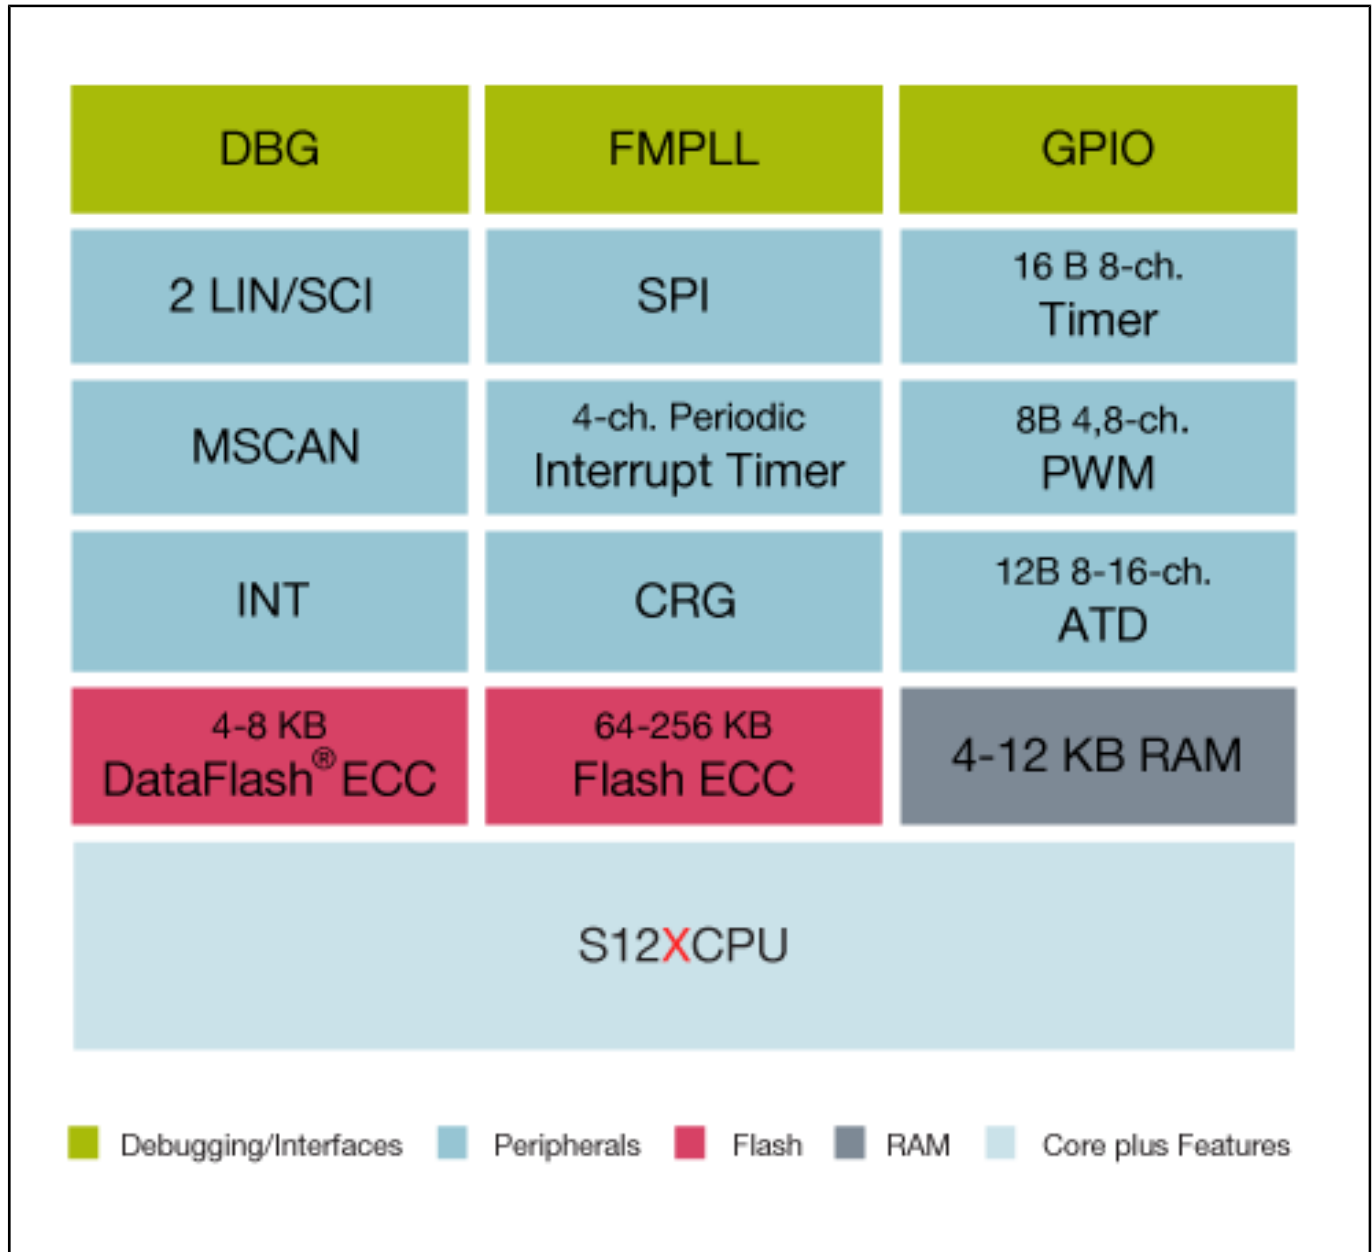 DBG
FMPLL
GPIO
2 LIN/SCI
SPI
16 B 8-ch.
Timer
MSCAN
4-ch. Periodic
Interrupt Timer
8B 4,8-ch.
PWM
INT
CRG
12B 8-16-ch.
ATD
4-8 KB
DataFlash® ECC
64-256 KB
Flash ECC
4-12 KB RAM
S12XCPU
Debugging/Interfaces
Peripherals
Flash
RAM
Core plus Features